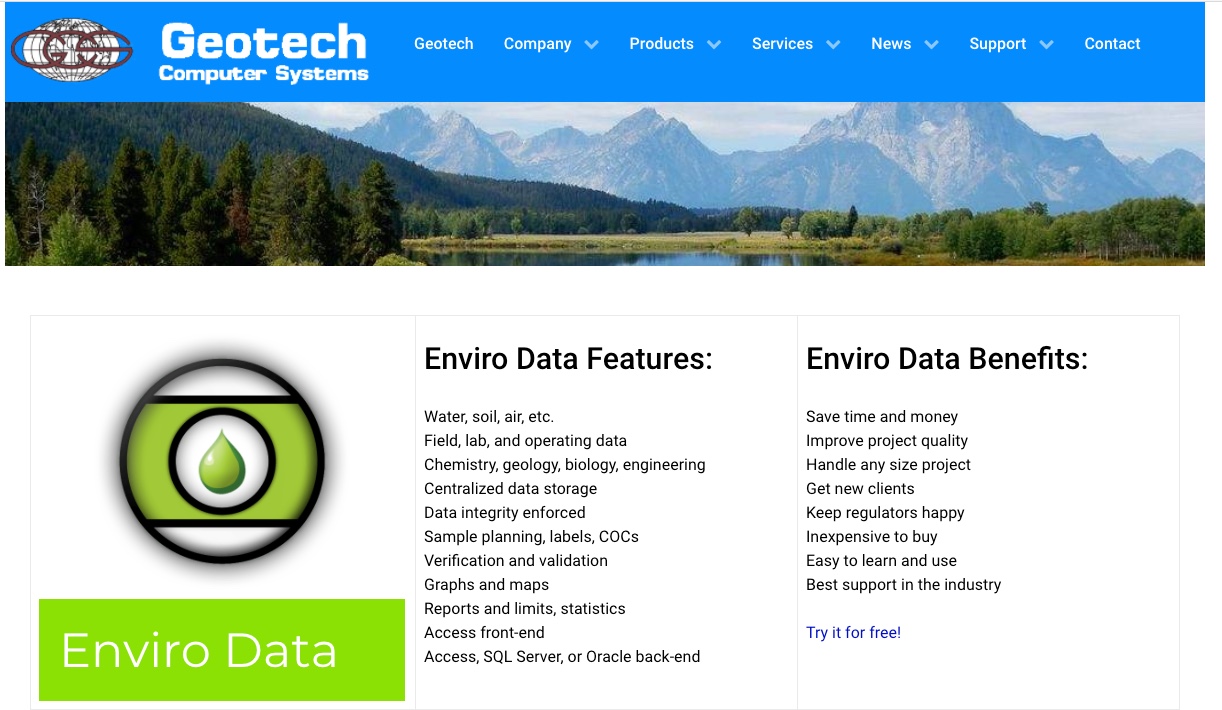 Geotech
Computer Systems
Geotech Company Products Services News Support Contact
Enviro Data
Enviro Data Features:
Water, soil, air, etc.
Field, lab, and operating data
Chemistry, geology, biology, engineering
Centralized data storage
Data integrity enforced
Sample planning, labels, COCs
Verification and validation
Graphs and maps
Reports and limits, statistics
Access front-end
Access, SQL Server, or Oracle back-end
Enviro Data Benefits:
Save time and money
Improve project quality
Handle any size project
Get new clients
Keep regulators happy
Inexpensive to buy
Easy to learn and use
Best support in the industry
Try it for free!